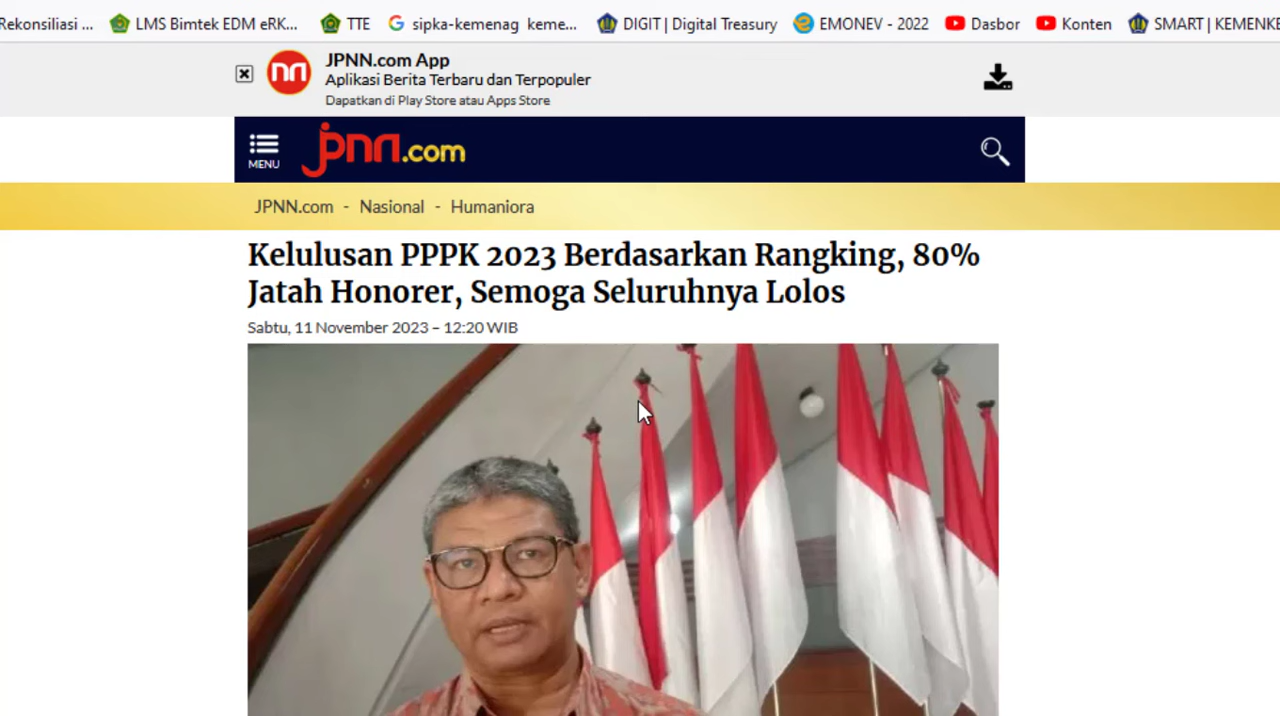 Rekonsiliasi ... LMS Bimtek EDM eRK... TTE sipka-kemenag keme... DIGIT | Digital Treasury EMONEV - 2022 Dasbor Konten SMART | KEMENKE
JPNN.com App
Aplikasi Berita Terbaru dan Terpopuler
Dapatkan di Play Store atau Apps Store
MENU
jpnn.com
JPNN.com - Nasional - Humaniora
Kelulusan PPPK 2023 Berdasarkan Rangking, 80%
Jatah Honorer, Semoga Seluruhnya Lolos
Sabtu, 11 November 2023 – 12:20 WIB